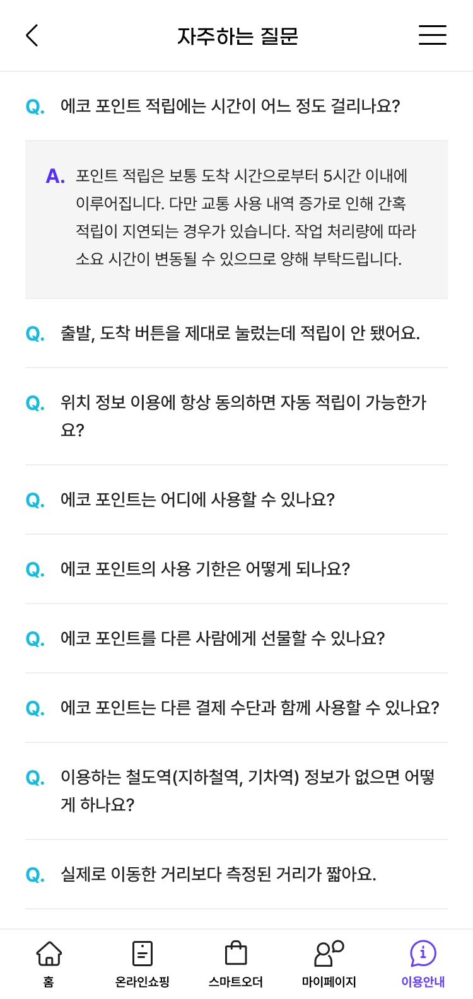 자주하는 질문
Q. 에코 포인트 적립에는 시간이 어느 정도 걸리나요?
A. 포인트 적립은 보통 도착 시간으로부터 5시간 이내에
이루어집니다. 다만 교통 사용 내역 증가로 인해 간혹
적립이 지연되는 경우가 있습니다. 작업 처리량에 따라
소요 시간이 변동될 수 있으므로 양해 부탁드립니다.
Q. 출발, 도착 버튼을 제대로 눌렀는데 적립이 안 됐어요.
Q. 위치 정보 이용에 항상 동의하면 자동 적립이 가능한가
요?
Q. 에코 포인트는 어디에 사용할 수 있나요?
Q. 에코 포인트의 사용 기한은 어떻게 되나요?
Q. 에코 포인트를 다른 사람에게 선물할 수 있나요?
Q. 에코 포인트는 다른 결제 수단과 함께 사용할 수 있나요?
Q. 이용하는 철도역(지하철역, 기차역) 정보가 없으면 어떻
게 하나요?
Q. 실제로 이동한 거리보다 측정된 거리가 짧아요.
홈 온라인쇼핑 스마트오더 마이페이지 이용안내